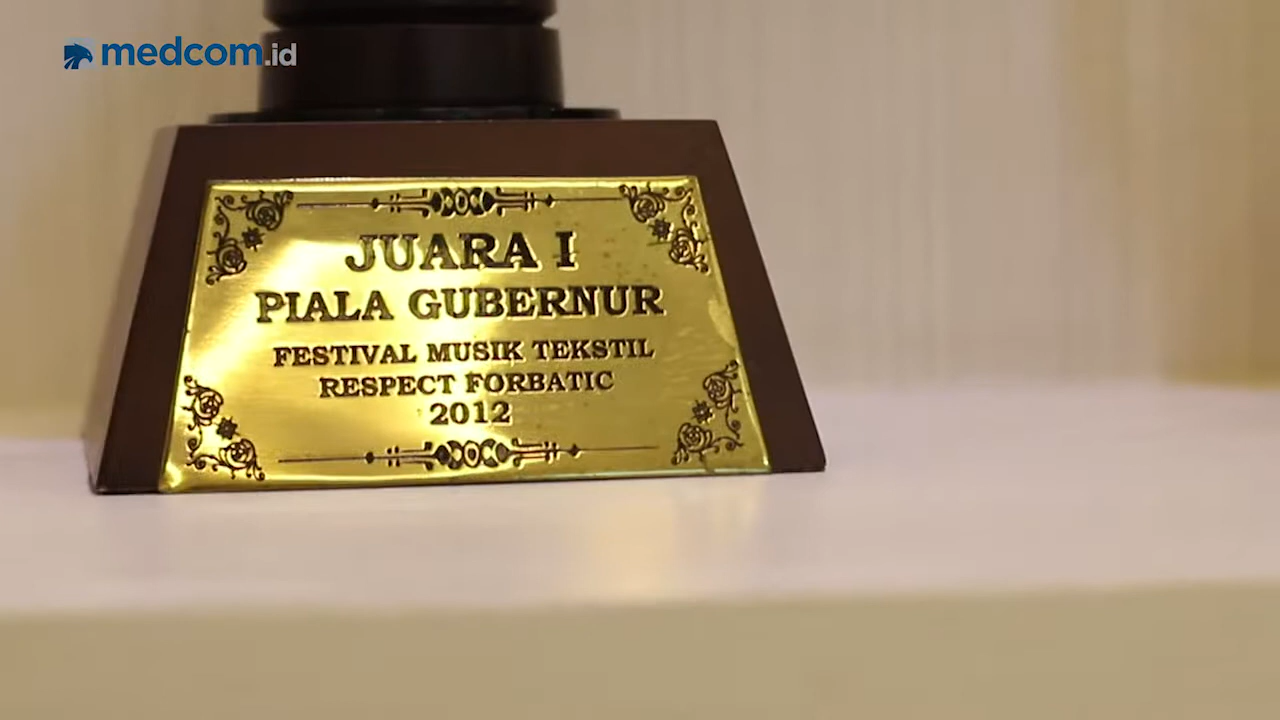 medcom.id
JUARA I
PIALA GUBERNUR
FESTIVAL MUSIK TEKSTIL
RESPECT FORBATIC
2012